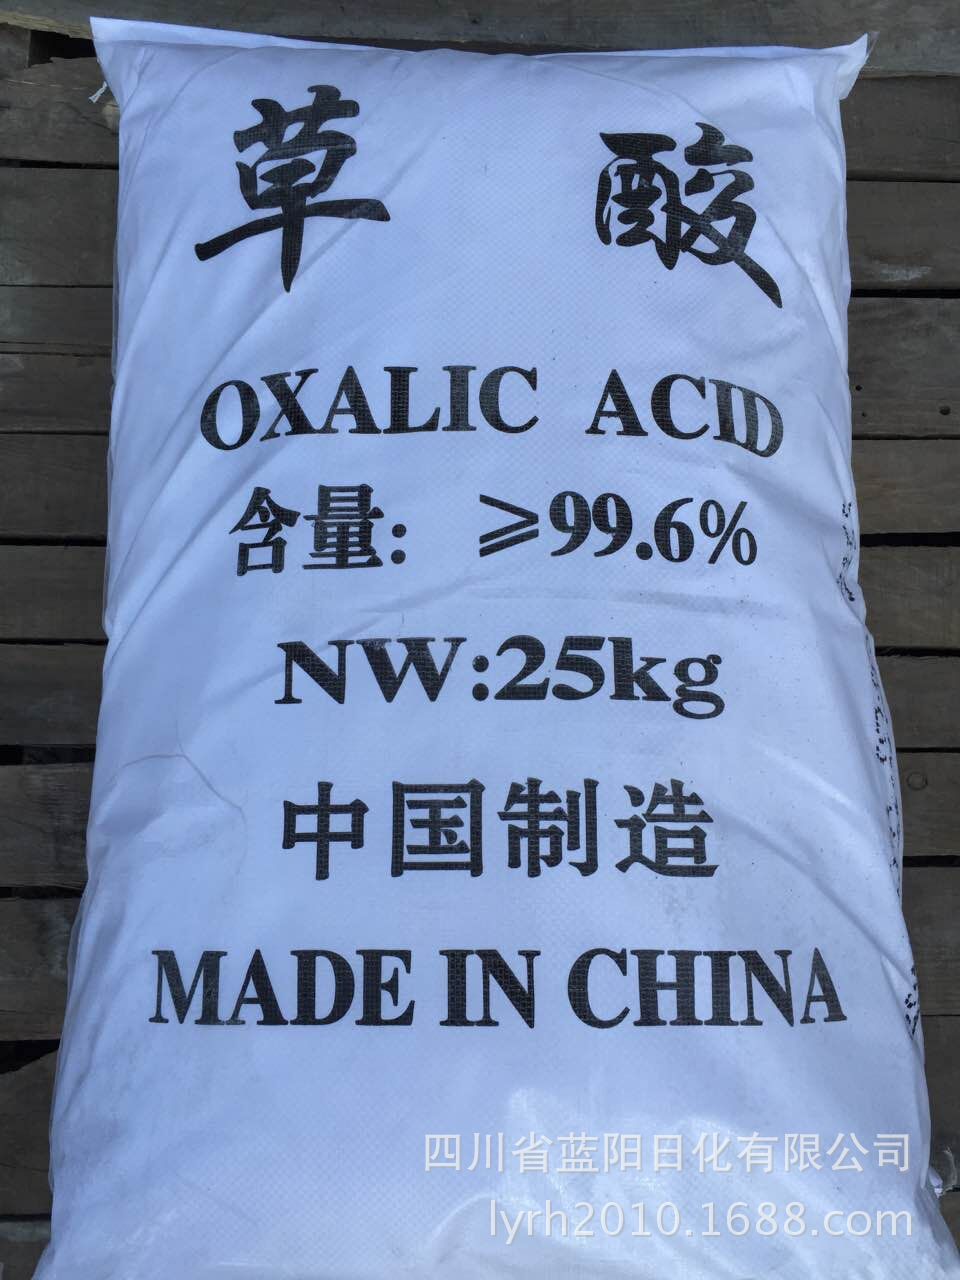 草 酸
OXALIC ACID
含量: ≥99.6%
NW:25kg
中国制造
MADE IN CHINA
四川省蓝阳日化有限公司
lyrh2010.1688.com